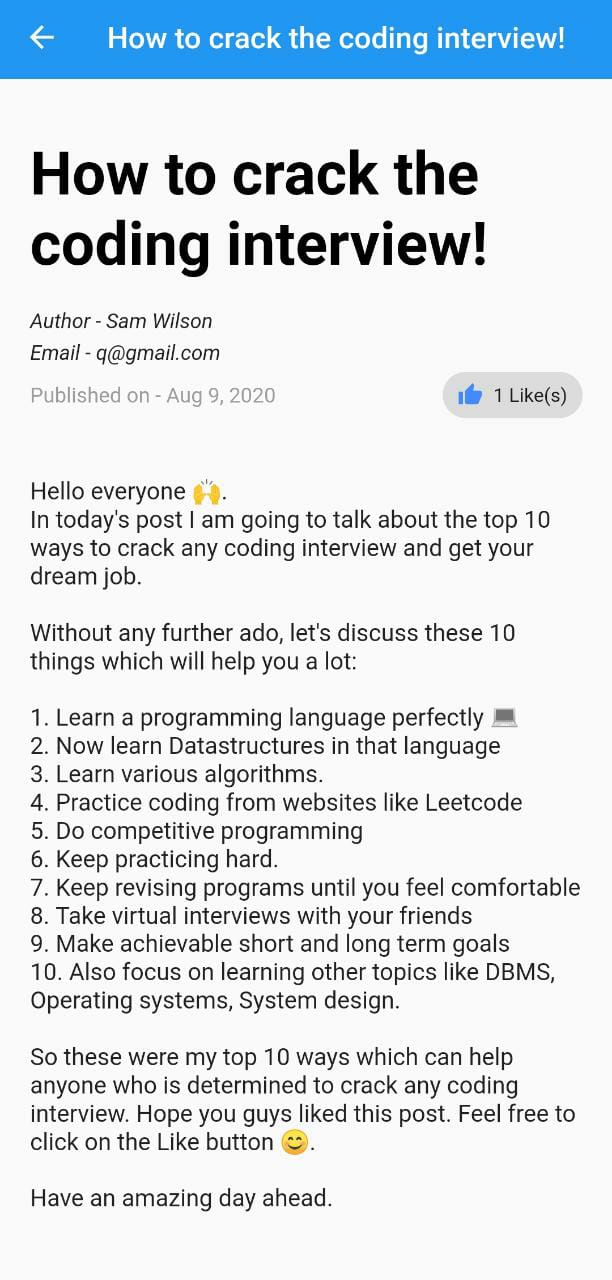 How to crack the coding interview!
How to crack the
coding interview!
Author - Sam Wilson
Email - q@gmail.com
Published on - Aug 9, 2020
1 Like(s)
Hello everyone 🙌.
In today's post I am going to talk about the top 10
ways to crack any coding interview and get your
dream job.
Without any further ado, let's discuss these 10
things which will help you a lot:
1. Learn a programming language perfectly 💻
2. Now learn Datastructures in that language
3. Learn various algorithms.
4. Practice coding from websites like Leetcode
5. Do competitive programming
6. Keep practicing hard.
7. Keep revising programs until you feel comfortable
8. Take virtual interviews with your friends
9. Make achievable short and long term goals
10. Also focus on learning other topics like DBMS,
Operating systems, System design.
So these were my top 10 ways which can help
anyone who is determined to crack any coding
interview. Hope you guys liked this post. Feel free to
click on the Like button 😊.
Have an amazing day ahead.